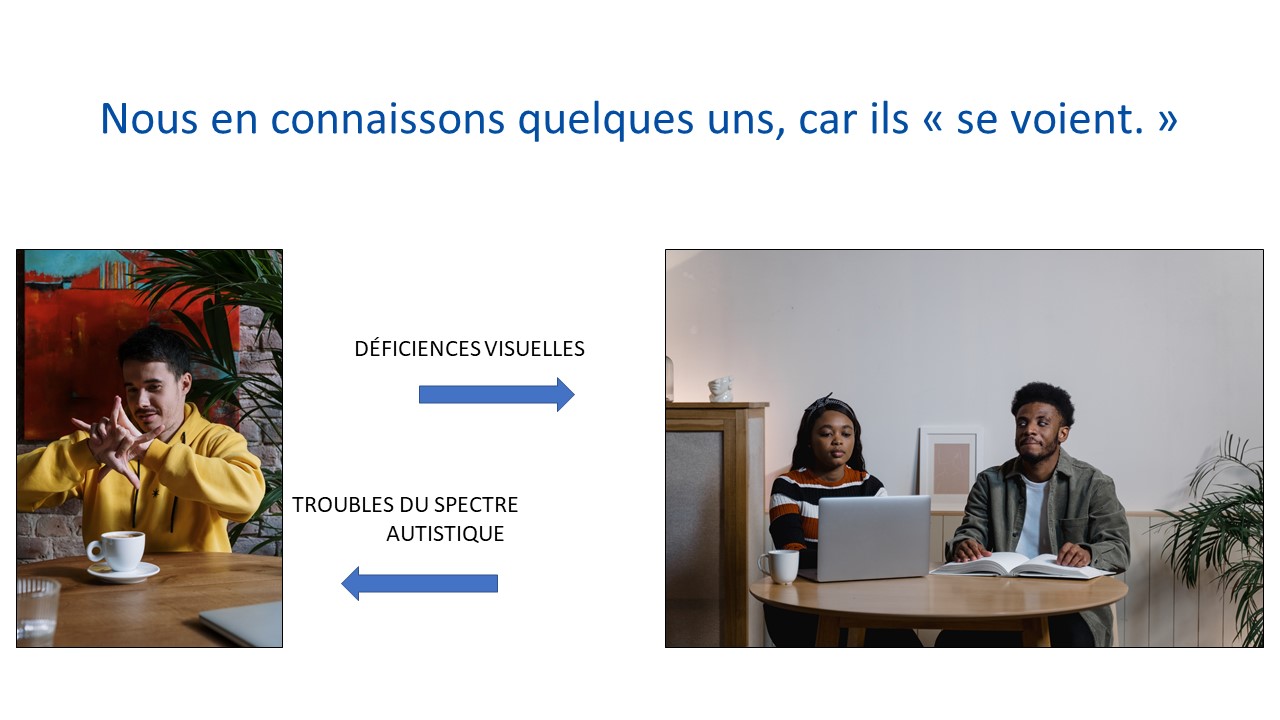 Nous en connaissons quelques uns, car ils « se voient. »
DÉFICIENCES VISUELLES
TROUBLES DU SPECTRE
AUTISTIQUE